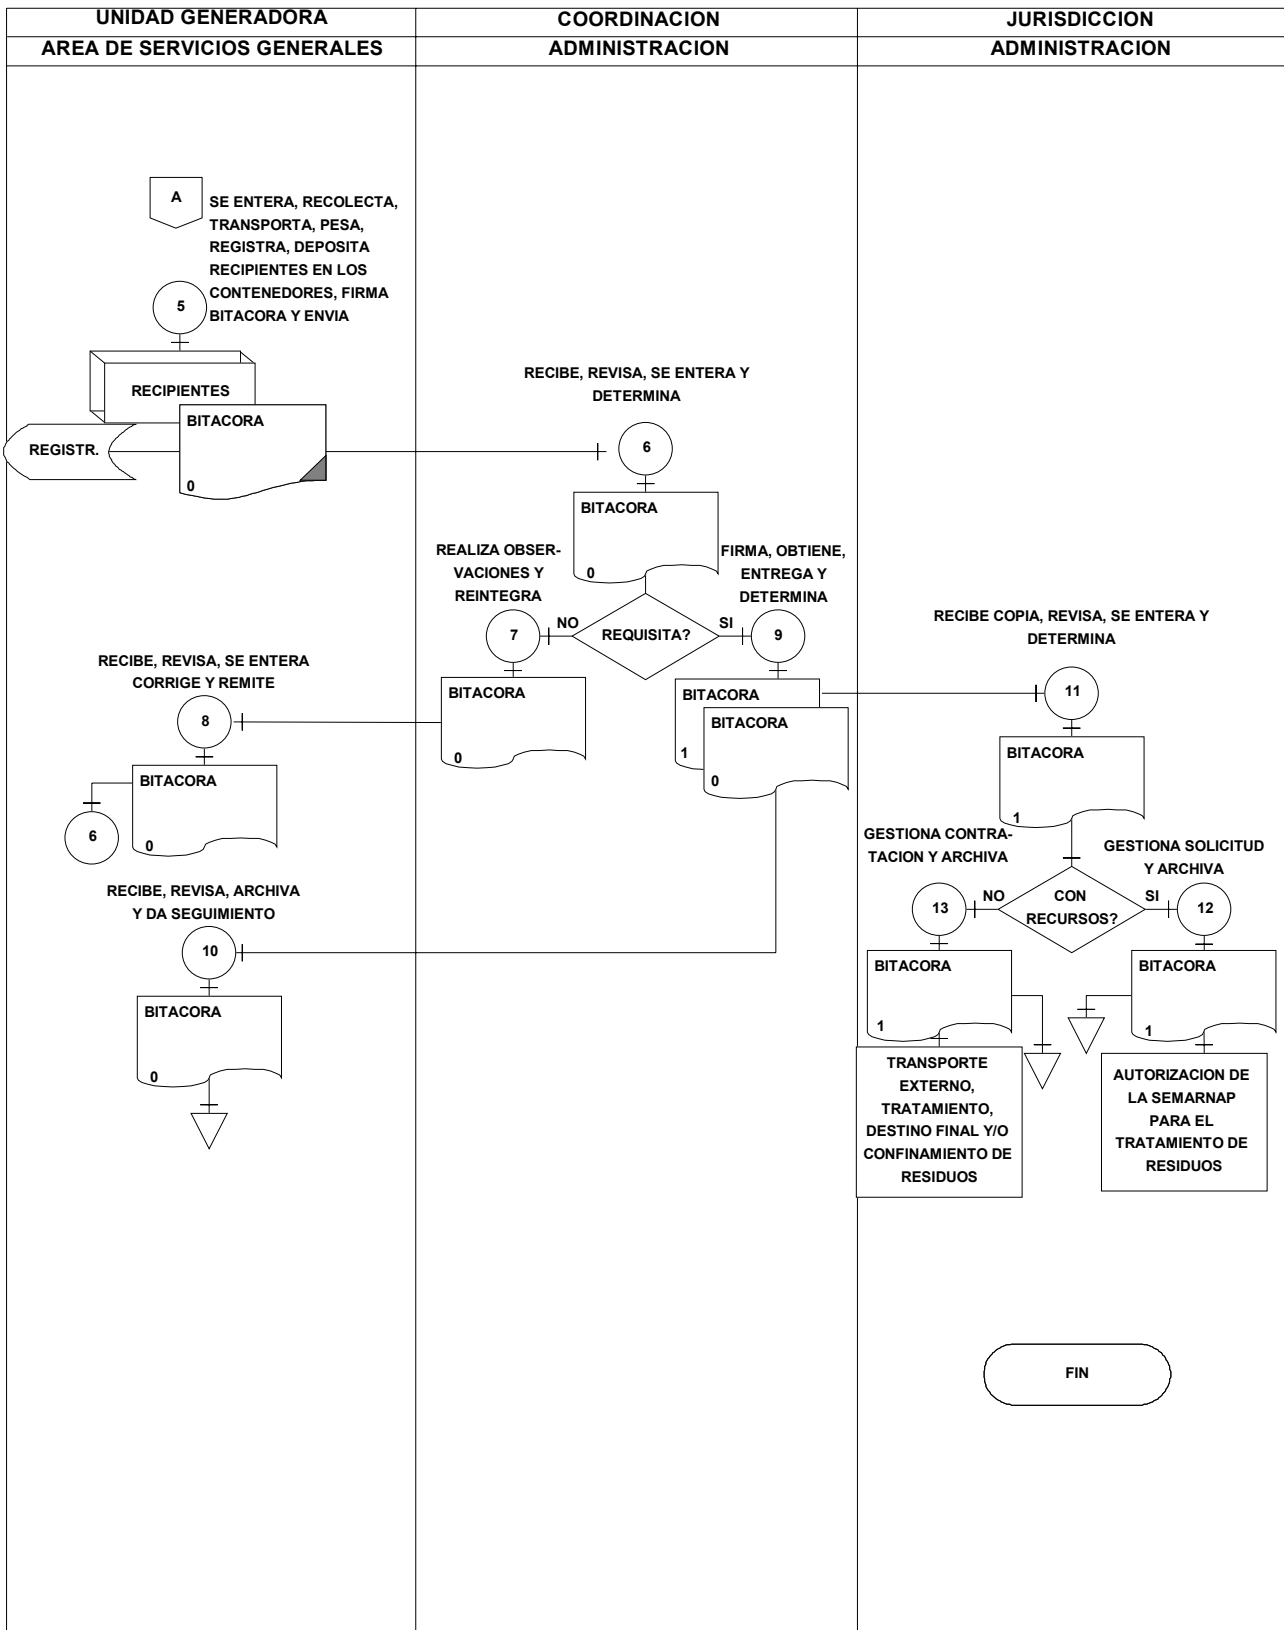 UNIDAD GENERADORA
COORDINACION
JURISDICCION
AREA DE SERVICIOS GENERALES
ADMINISTRACION
ADMINISTRACION
A
SE ENTERA, RECOLECTA,
TRANSPORTA, PESA,
REGISTRA, DEPOSITA
RECIPIENTES EN LOS
CONTENEDORES, FIRMA
BITACORA Y ENVIA
5
RECIPIENTES
BITACORA
0
REGISTR.
RECIBE, REVISA, SE ENTERA Y
DETERMINA
6
BITACORA
0
REQUISITA?
NO
SI
REALIZA OBSER-
VACIONES Y
REINTEGRA
7
BITACORA
0
RECIBE, REVISA, SE ENTERA
CORRIGE Y REMITE
8
BITACORA
0
6
FIRMA, OBTIENE,
ENTREGA Y
DETERMINA
9
BITACORA
1
BITACORA
0
RECIBE, REVISA, ARCHIVA
Y DA SEGUIMIENTO
10
BITACORA
0
RECIBE COPIA, REVISA, SE ENTERA Y
DETERMINA
11
BITACORA
1
CON
RECURSOS?
NO
SI
GESTIONA CONTRA-
TACION Y ARCHIVA
13
BITACORA
1
TRANSPORTE
EXTERNO,
TRATAMIENTO,
DESTINO FINAL Y/O
CONFINAMIENTO DE
RESIDUOS
GESTIONA SOLICITUD
Y ARCHIVA
12
BITACORA
1
AUTORIZACION DE
LA SEMARNAP
PARA EL
TRATAMIENTO DE
RESIDUOS
FIN